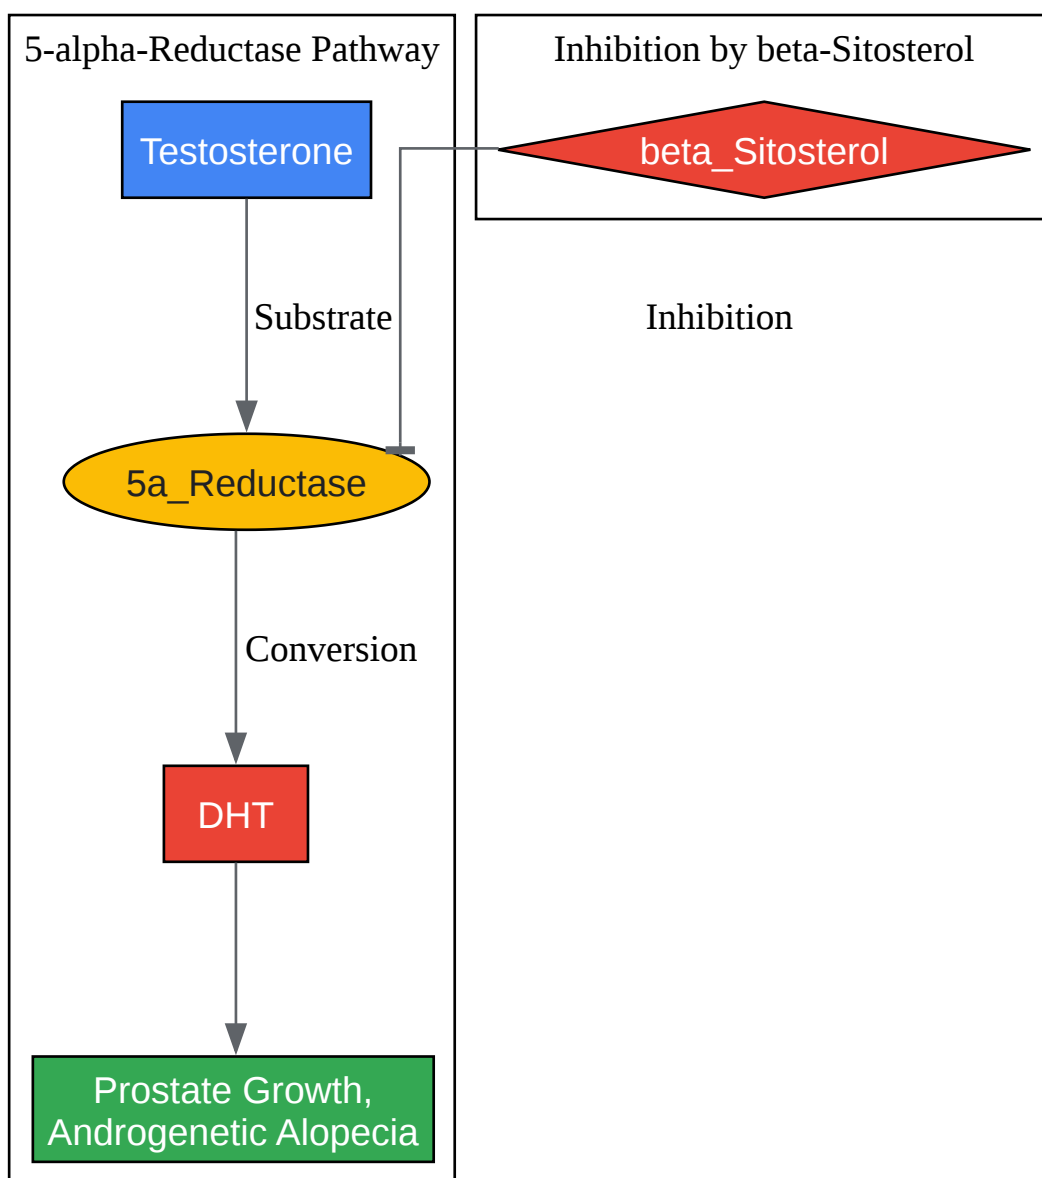 5-alpha-Reductase Pathway
Inhibition by beta-Sitosterol
Testosterone
beta_Sitosterol
Substrate
Inhibition
5a_Reductase
Conversion
DHT
Prostate Growth,
Androgenetic Alopecia